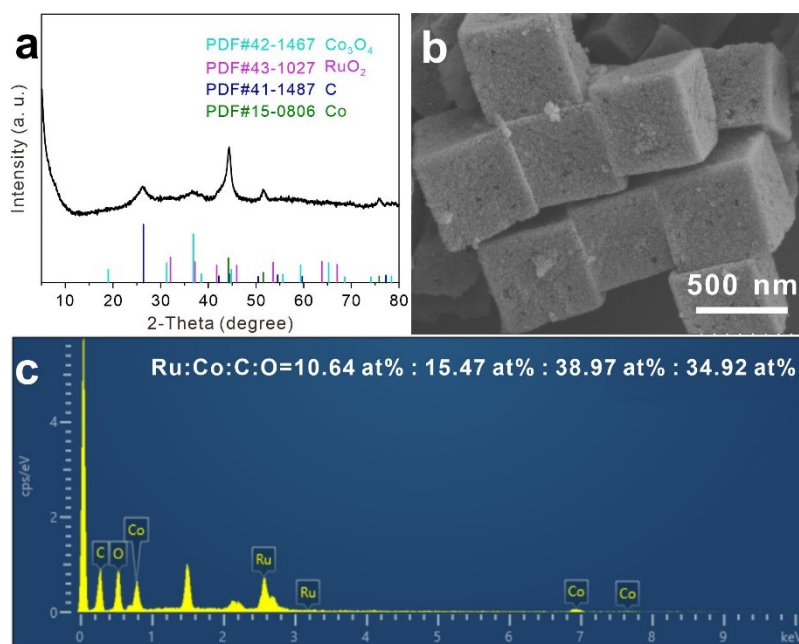 a
PDF#42-1467 Co₃O₄
PDF#43-1027 RuO₂
PDF#41-1487 C
PDF#15-0806 Co
Intensity (a. u.)
10 20 30 40 50 60 70 80
2-Theta (degree)
b
500 nm
c
Ru:Co:C:O=10.64 at% : 15.47 at% : 38.97 at% : 34.92 at%
cps/eV
4
2
0
C O Co Ru Ru Co Co
0 1 2 3 4 5 6 7 8 9 keV